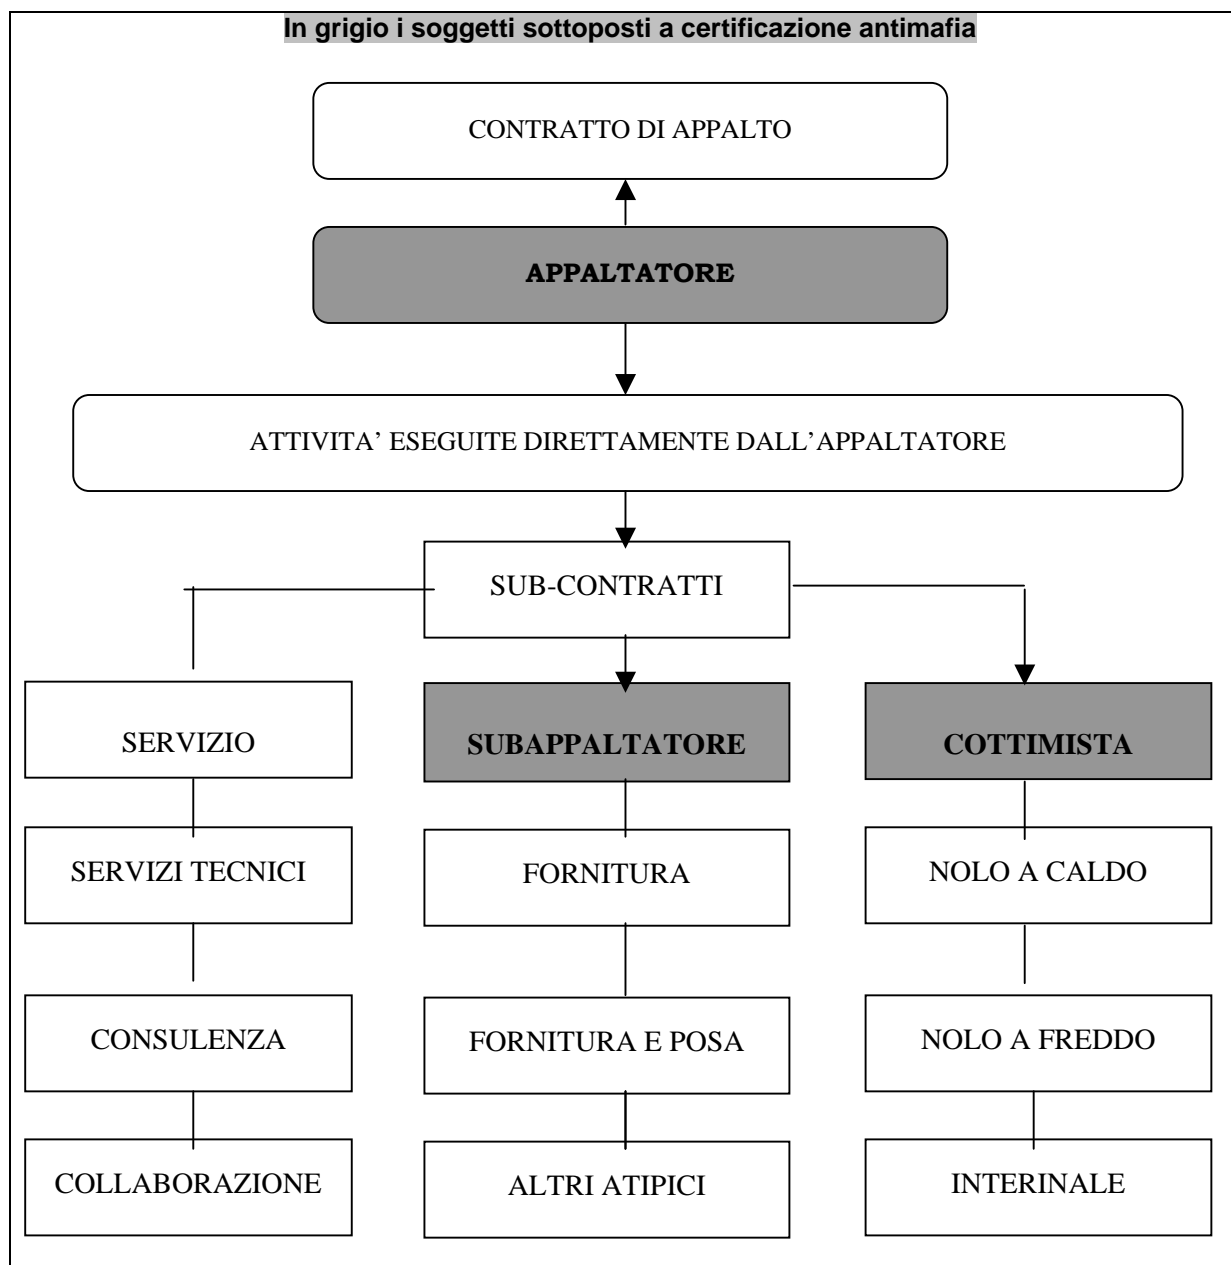 In grigio i soggetti sottoposti a certificazione antimafia
CONTRATTO DI APPALTO
APPALTATORE
ATTIVITA’ ESEGUITE DIRETTAMENTE DALL’APPALTATORE
SUB-CONTRATTI
SERVIZIO
SUBAPPALTATORE
COTTIMISTA
SERVIZI TECNICI
FORNITURA
NOLO A CALDO
CONSULENZA
FORNITURA E POSA
NOLO A FREDDO
COLLABORAZIONE
ALTRI ATIPICI
INTERINALE